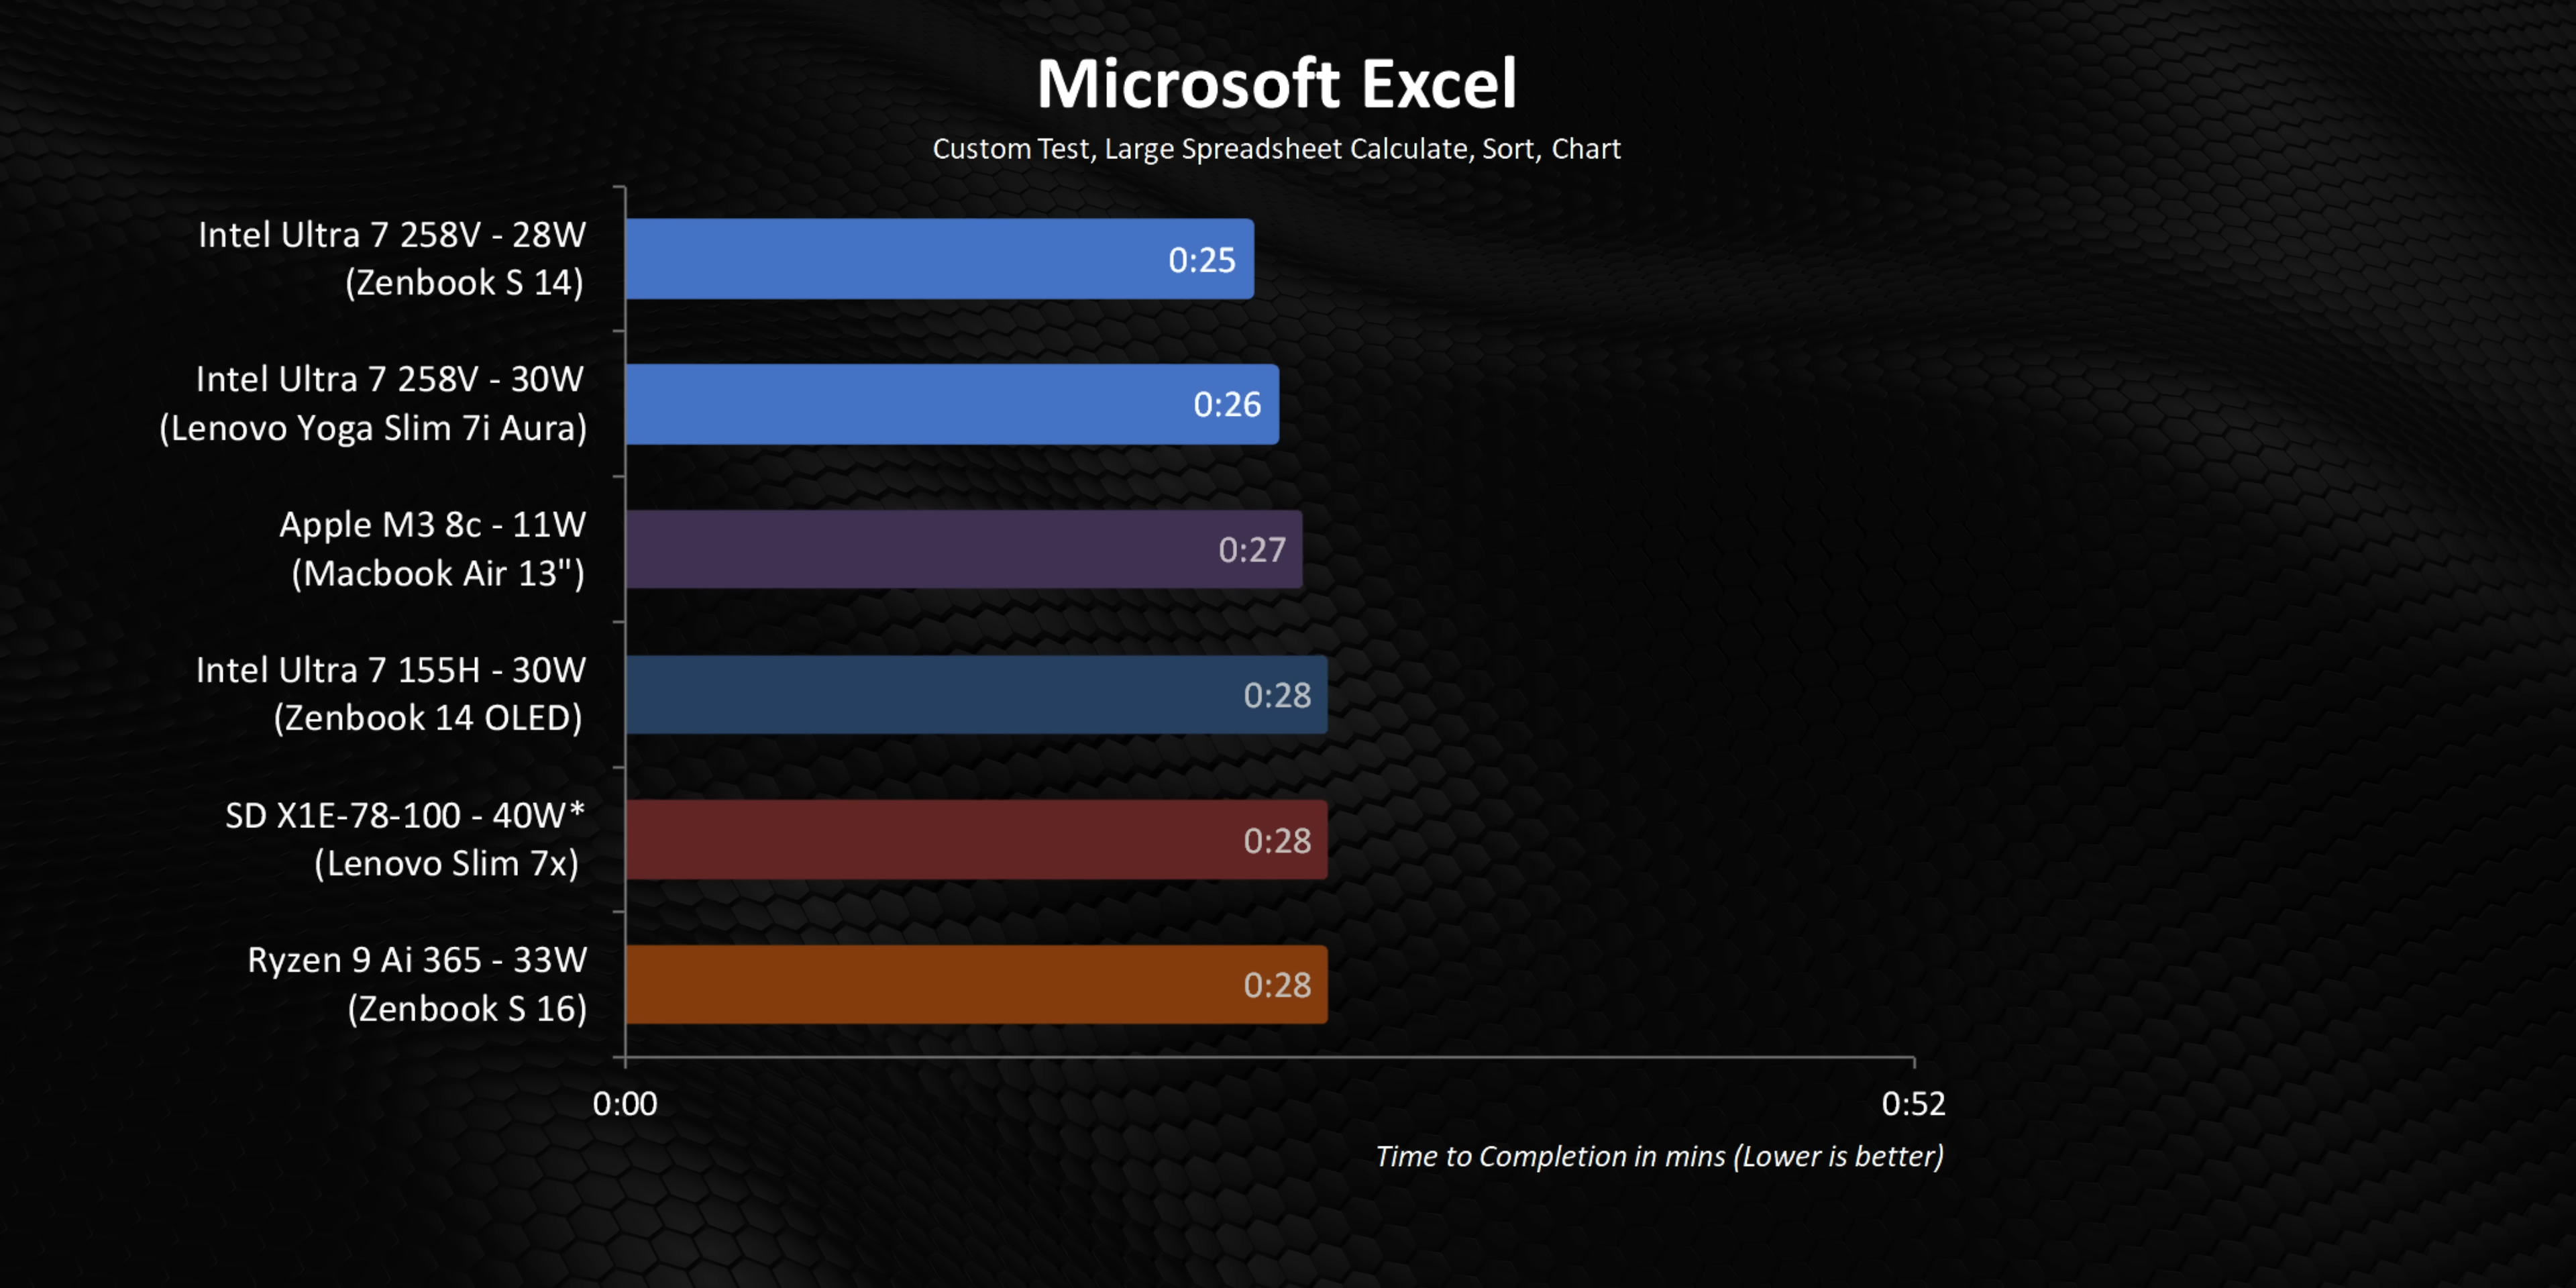 Microsoft Excel
Custom Test, Large Spreadsheet Calculate, Sort, Chart
Intel Ultra 7 258V - 28W
(Zenbook S 14)
0:25
Intel Ultra 7 258V - 30W
(Lenovo Yoga Slim 7i Aura)
0:26
Apple M3 8c - 11W
(Macbook Air 13")
0:27
Intel Ultra 7 155H - 30W
(Zenbook 14 OLED)
0:28
SD X1E-78-100 - 40W*
(Lenovo Slim 7x)
0:28
Ryzen 9 Ai 365 - 33W
(Zenbook S 16)
0:28
0:00
0:52
Time to Completion in mins (Lower is better)